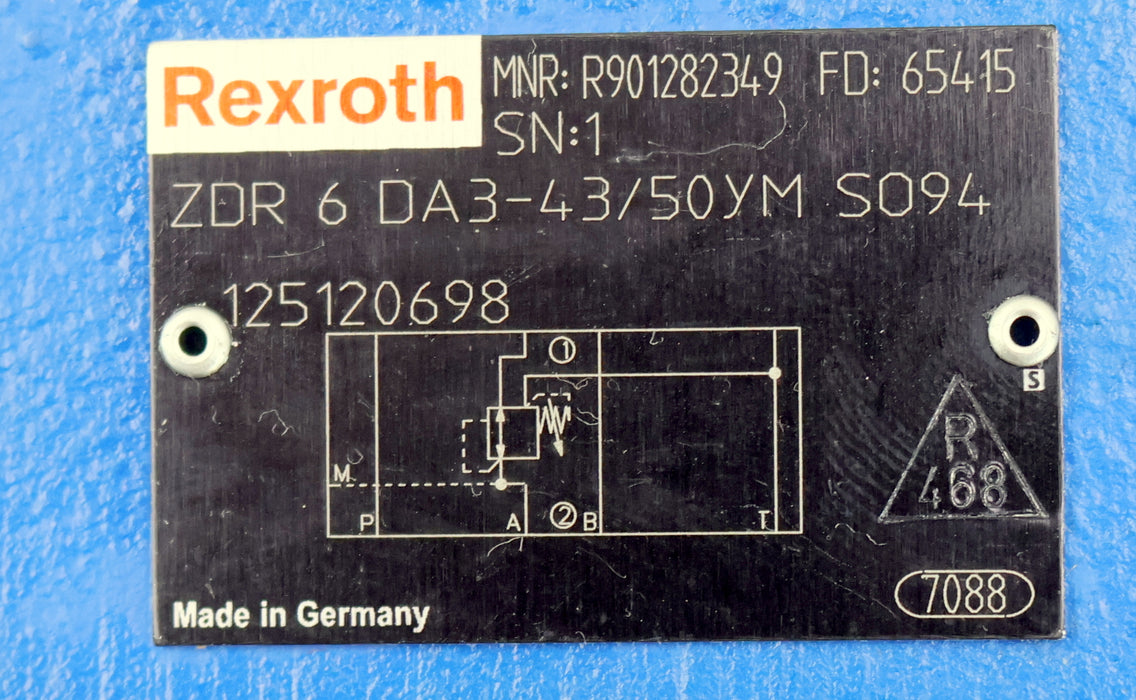 Rexroth
MNR: R901282349 FD: 65415
SN:1
ZDR 6 DA3-43/50YM SO94
125120698
①
M
P A ② B T
S
R
468
7088
Made in Germany